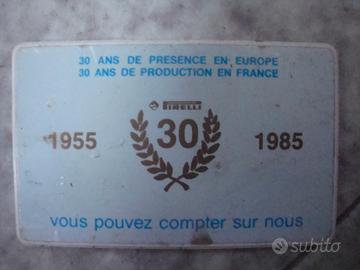 30 ANS DE PRESENCE EN EUROPE
30 ANS DE PRODUCTION EN FRANCE
PIRELLI
1955 30 1985
vous pouvez compter sur nous
subito